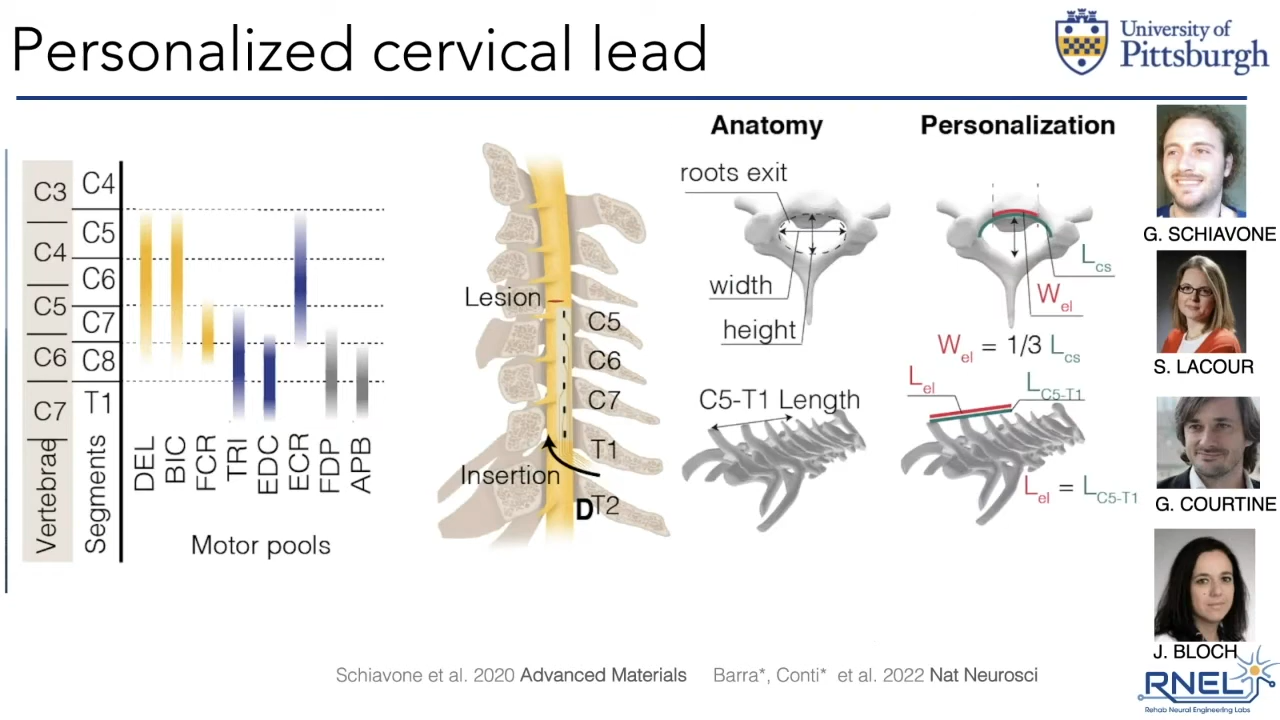 Personalized cervical lead
University of
Pittsburgh
C3
C4
C5
C6
C7
Vertebrae
C4
C5
C6
C7
C8
T1
Segments
DEL
BIC
FCR
TRI
EDC
ECR
FDP
APB
Motor pools
Lesion
C5
C6
C7
T1
Insertion
DT2
Anatomy
roots exit
width
height
C5-T1 Length
Personalization
Lcs
Wel
Wel = 1/3 Lcs
Lel
LC5-T1
Lel = LC5-T1
G. SCHIAVONE
S. LACOUR
G. COURTINE
J. BLOCH
Schiavone et al. 2020 Advanced Materials Barra*, Conti* et al. 2022 Nat Neurosci
RNEL
Rehab Neural Engineering Labs